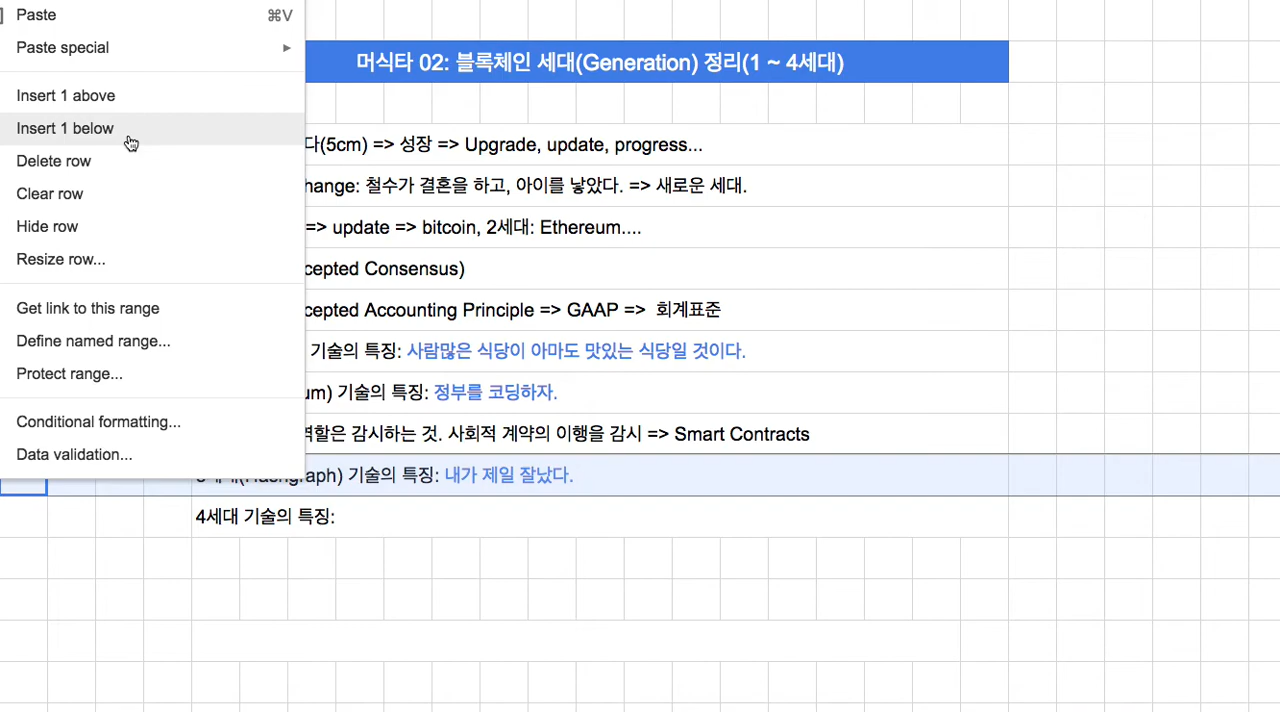 Paste ⌘V
Paste special ▸
Insert 1 above
Insert 1 below
Delete row
Clear row
Hide row
Resize row...
Get link to this range
Define named range...
Protect range...
Conditional formatting...
Data validation...
머식타 02: 블록체인 세대(Generation) 정리(1 ~ 4세대)
다(5cm) => 성장 => Upgrade, update, progress...
hange: 철수가 결혼을 하고, 아이를 낳았다. => 새로운 세대.
=> update => bitcoin, 2세대: Ethereum....
cepted Consensus)
cepted Accounting Principle => GAAP => 회계표준
기술의 특징: 사람많은 식당이 아마도 맛있는 식당일 것이다.
um) 기술의 특징: 정부를 코딩하자.
역할은 감시하는 것. 사회적 계약의 이행을 감시 => Smart Contracts
3세대(Hashgraph) 기술의 특징: 내가 제일 잘났다.
4세대 기술의 특징: